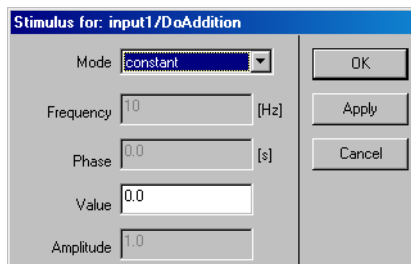 Stimulus for: input1/DoAddition
Mode constant
OK
Frequency 10 [Hz]
Apply
Phase 0.0 [s]
Cancel
Value 0.0
Amplitude 1.0